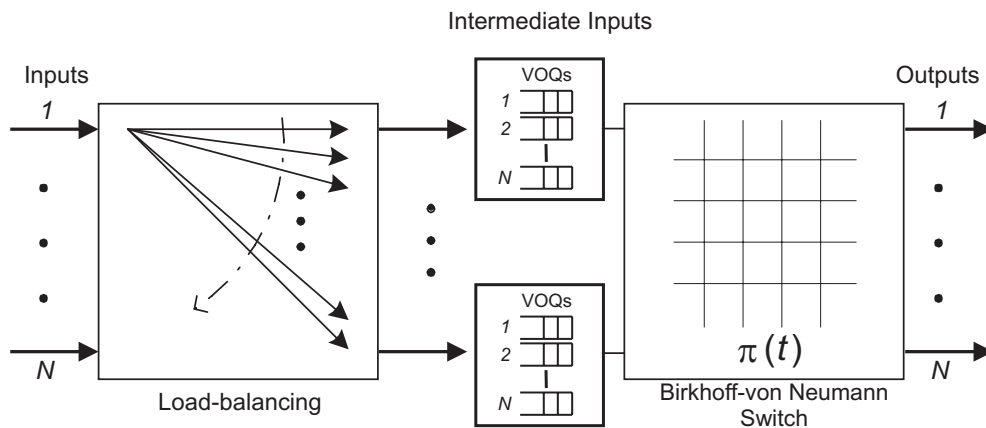 Intermediate Inputs
Inputs
1
N
Load-balancing
VOQs
1
2
N
VOQs
1
2
N
π(t)
Birkhoff-von Neumann
Switch
Outputs
1
N